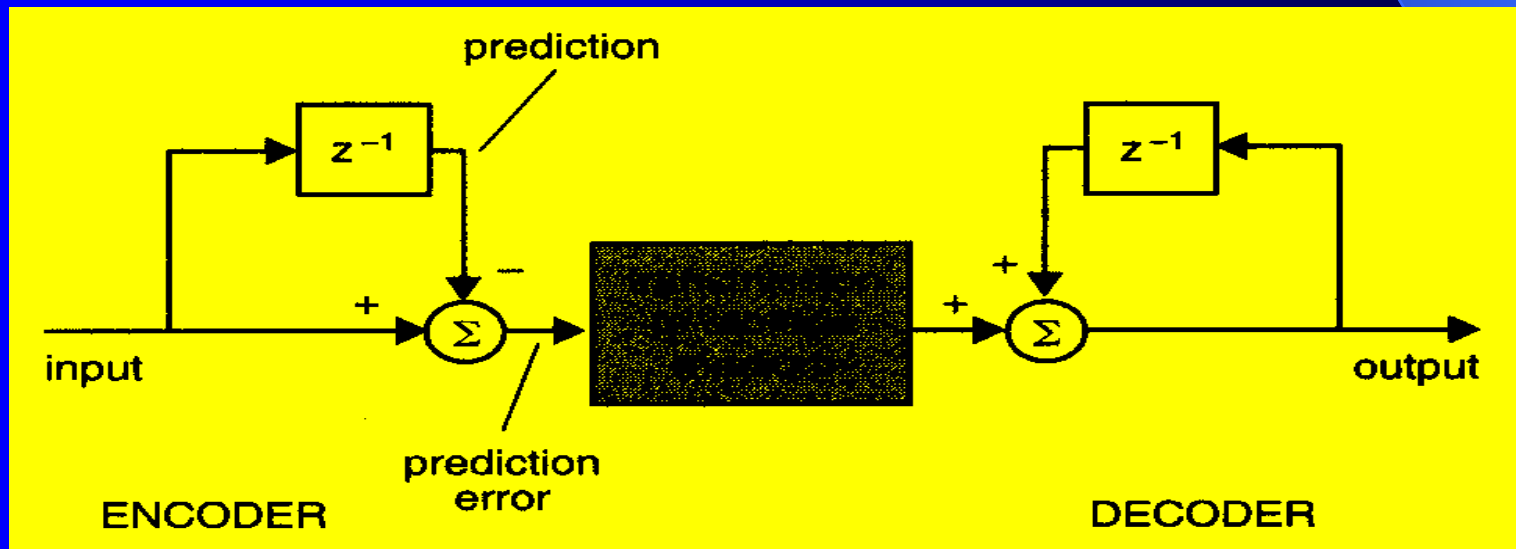 prediction
z⁻¹
z⁻¹
−
+
+
+
Σ
Σ
input
output
prediction
error
ENCODER
DECODER